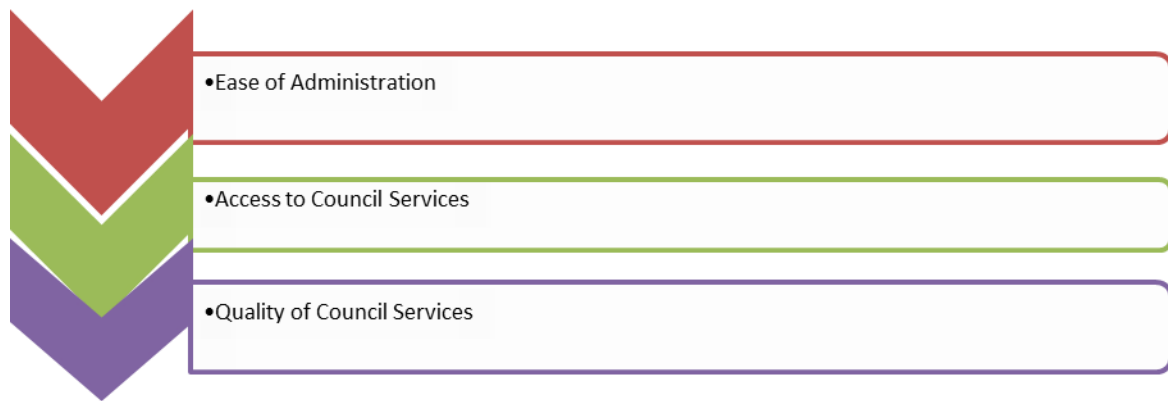 •Ease of Administration
•Access to Council Services
•Quality of Council Services